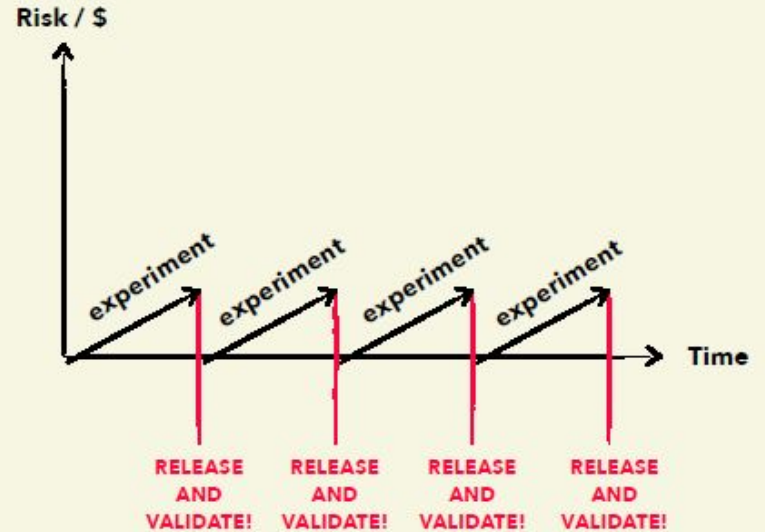 Risk / $
experiment
experiment
experiment
experiment
Time
RELEASE
AND
VALIDATE!
RELEASE
AND
VALIDATE!
RELEASE
AND
VALIDATE!
RELEASE
AND
VALIDATE!